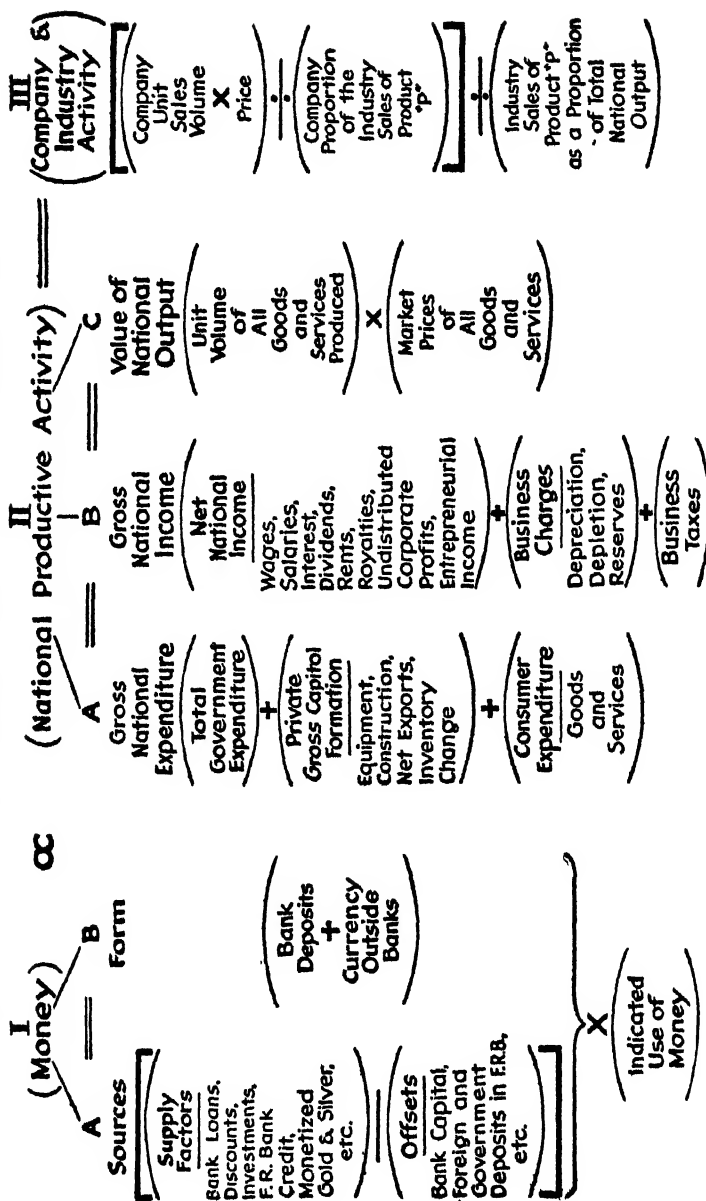 I
(Money)
A = B
Sources
Form
[(Supply
Factors
Bank Loans,
Discounts,
Investments,
F.R. Bank
Credit,
Monetized
Gold & Silver,
etc.)
—
(Offsets
Bank Capital,
Foreign and
Government
Deposits in F.R.B.,
etc.)]
(Bank
Deposits
+
Currency
Outside
Banks)
X
(Indicated
Use of
Money)
∝
II
(National Productive Activity)
A = B = C
Gross
National
Expenditure
(Total
Government
Expenditure)
+
(Private
Gross Capitol
Formation
Equipment,
Construction,
Net Exports,
Inventory
Change)
+
(Consumer
Expenditure
Goods
and
Services)
Gross
National
Income
(Net
National
Income
Wages,
Salaries,
Interest,
Dividends,
Rents,
Royalties,
Undistributed
Corporate
Profits,
Entrepreneurial
Income)
+
(Business
Charges
Depreciation,
Depletion,
Reserves)
+
(Business
Taxes)
Value of
National
Output
(Unit
Volume
of
All
Goods
and
Services
Produced)
X
(Market
Prices
of
All
Goods
and
Services)
=
III
(Company &
Industry
Activity)
[(Company
Unit
Sales
Volume
X
Price)
÷
(Company
Proportion
of the
Industry
Sales of
Product
"P")]
÷
(Industry
Sales of
Product "P"
as a Proportion
of Total
National
Output)